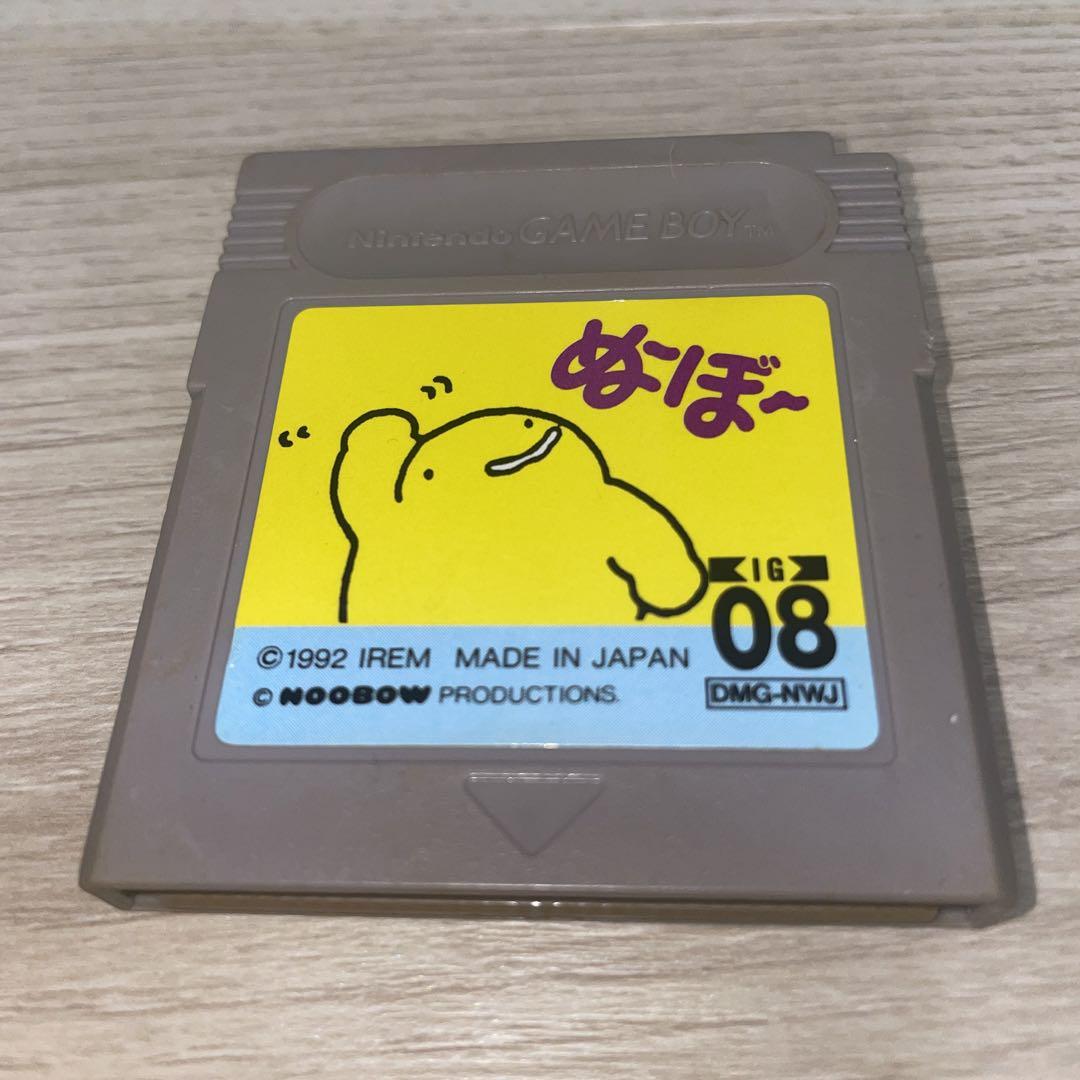 Nintendo GAME BOY™
ぬ〜ぼ〜
IG
08
©1992 IREM MADE IN JAPAN
© NOOBOW PRODUCTIONS.
DMG-NWJ